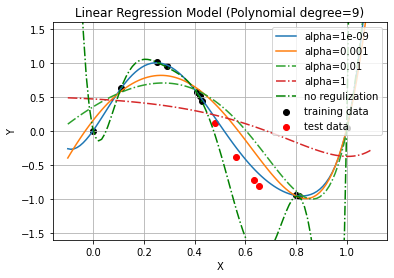 Linear Regression Model (Polynomial degree=9)
alpha=1e-09
alpha=0.001
alpha=0.01
alpha=1
no regulization
training data
test data
Y
1.5
1.0
0.5
0.0
−0.5
−1.0
−1.5
0.0 0.2 0.4 0.6 0.8 1.0
X